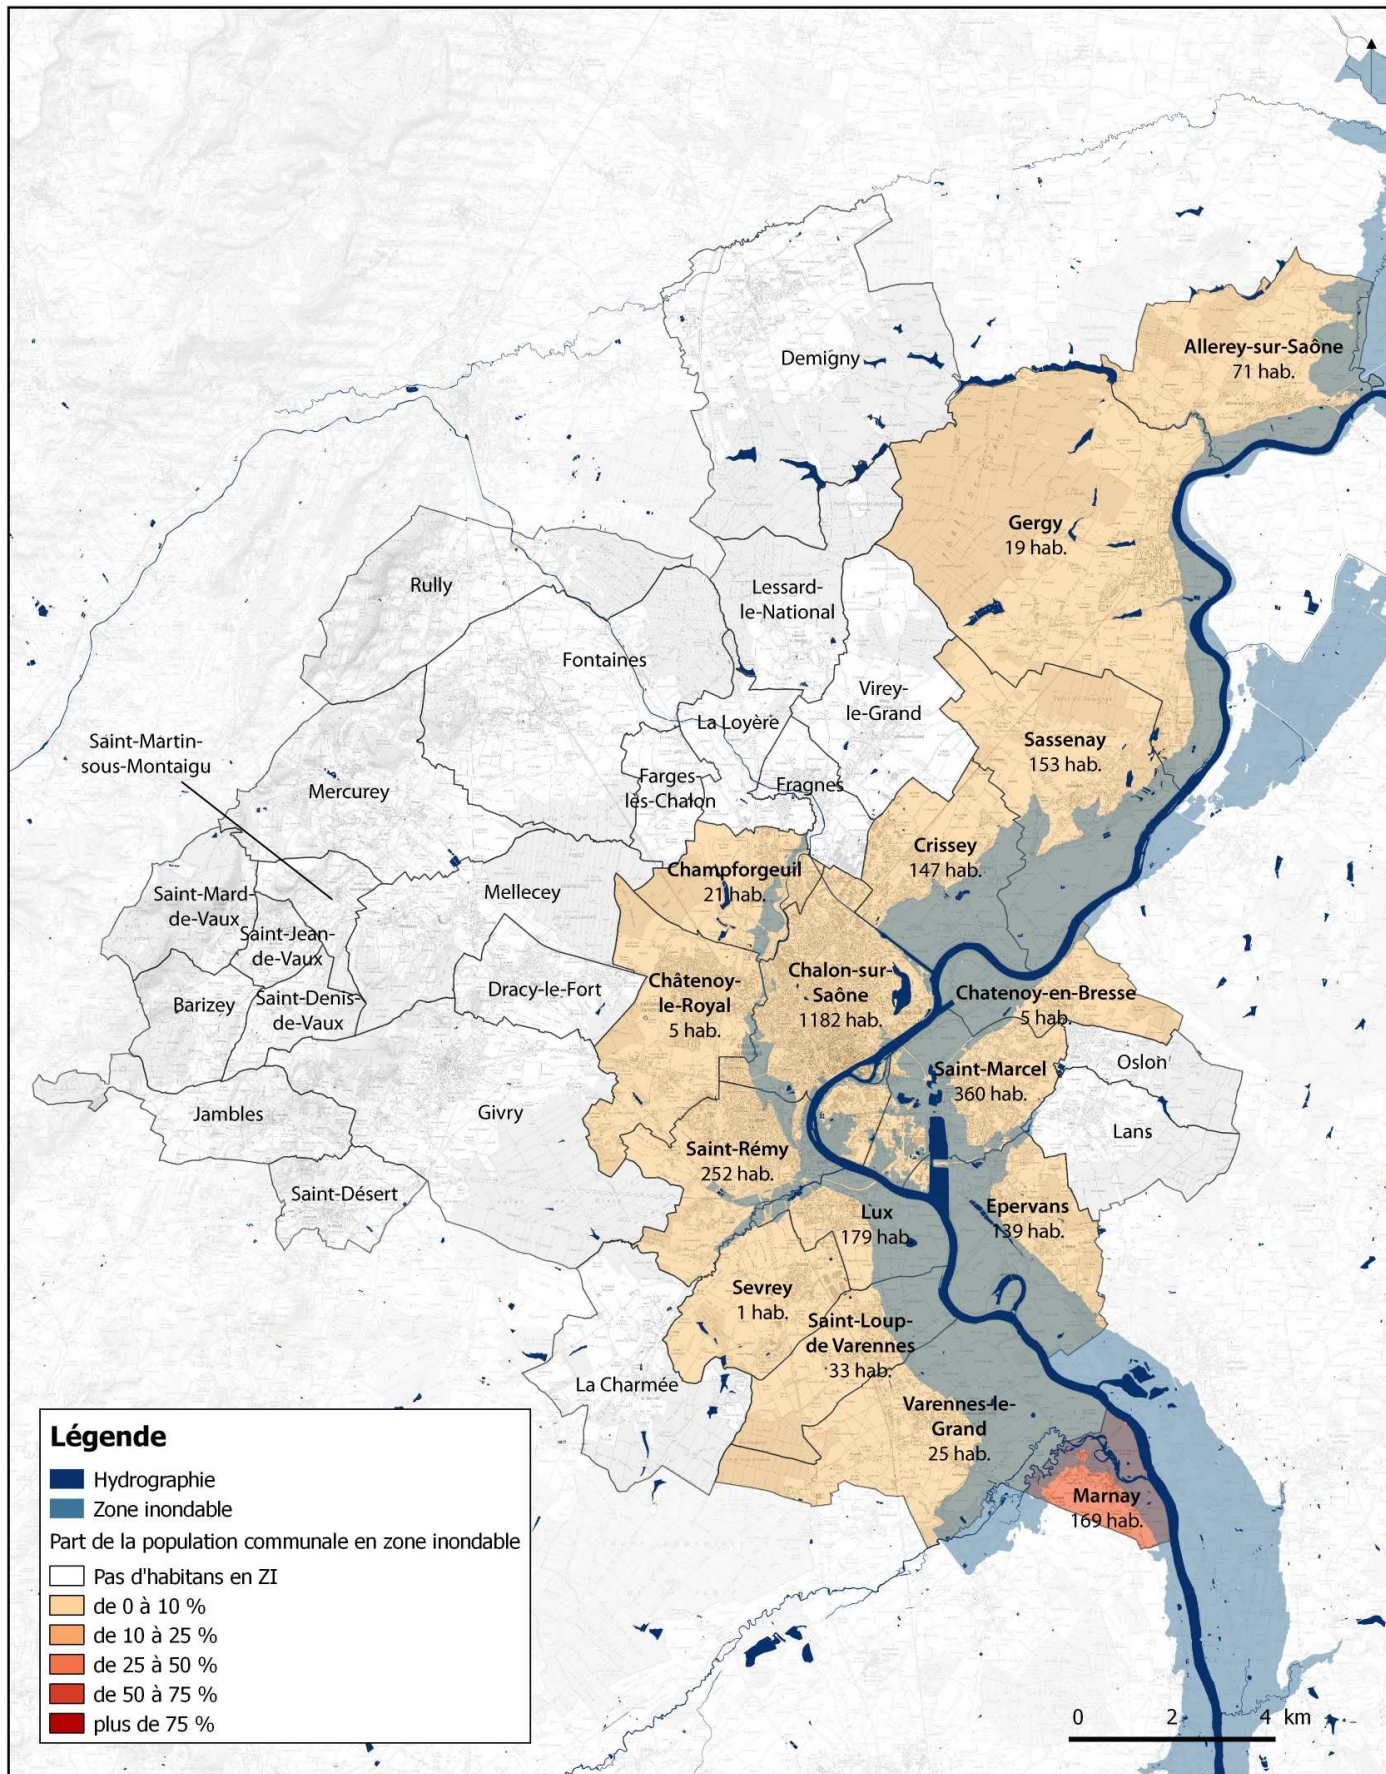 Allerey-sur-Saône
71 hab.
Demigny
Gergy
19 hab.
Rully
Lessard-
le-National
Fontaines
Virey-
le-Grand
La Loyère
Saint-Martin-
sous-Montaigu
Sassenay
153 hab.
Mercurey
Farges-
lès-Chalon
Fragnes
Crissey
147 hab.
Champforgeuil
21 hab.
Mellecey
Saint-Mard-
de-Vaux
Saint-Jean-
de-Vaux
Châtenoy-
le-Royal
5 hab.
Chalon-sur-
Saône
1182 hab.
Dracy-le-Fort
Chatenoy-en-Bresse
5 hab.
Barizey
Saint-Denis-
de-Vaux
Oslon
Saint-Marcel
360 hab.
Jambles
Givry
Lans
Saint-Rémy
252 hab.
Saint-Désert
Lux
179 hab.
Epervans
139 hab.
Sevrey
1 hab.
Saint-Loup-
de Varennes
33 hab.
La Charmée
Varennes-le-
Grand
25 hab.
Marnay
169 hab.
Légende
Hydrographie
Zone inondable
Part de la population communale en zone inondable
Pas d'habitans en ZI
de 0 à 10 %
de 10 à 25 %
de 25 à 50 %
de 50 à 75 %
plus de 75 %
0 2 4 km